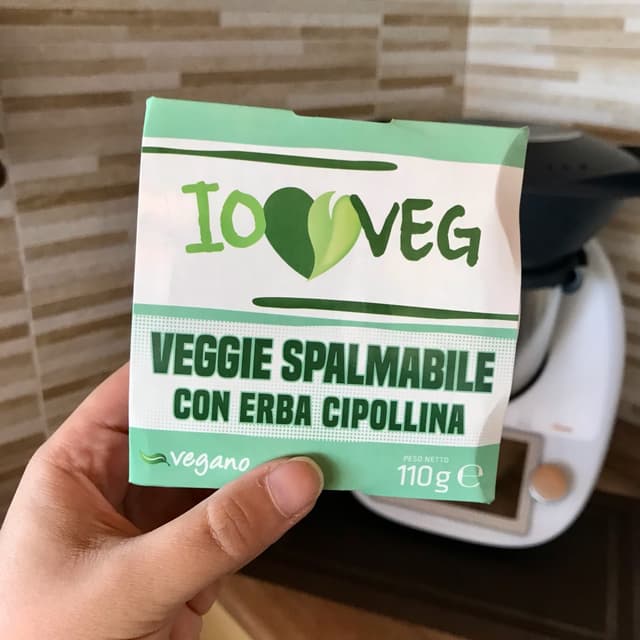 IO VEG
VEGGIE SPALMABILE
CON ERBA CIPOLLINA
vegano
PESO NETTO
110g ℮